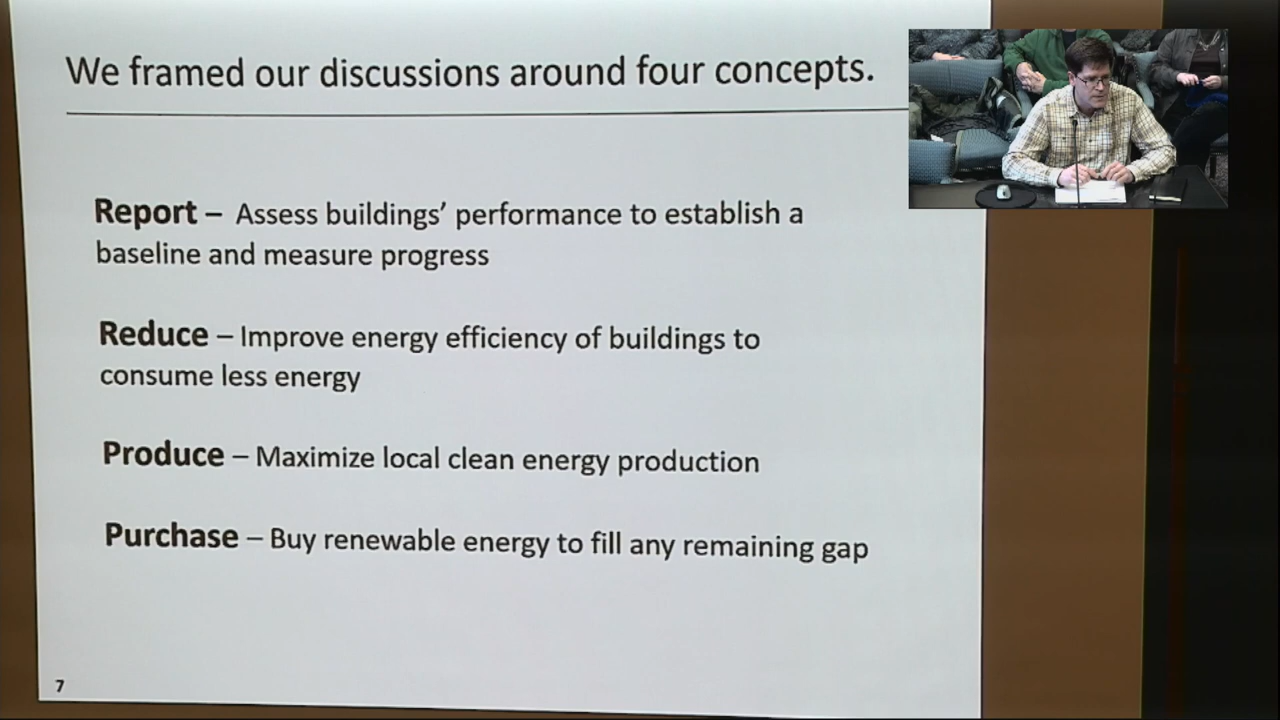 We framed our discussions around four concepts.
Report – Assess buildings’ performance to establish a
baseline and measure progress
Reduce – Improve energy efficiency of buildings to
consume less energy
Produce – Maximize local clean energy production
Purchase – Buy renewable energy to fill any remaining gap
7